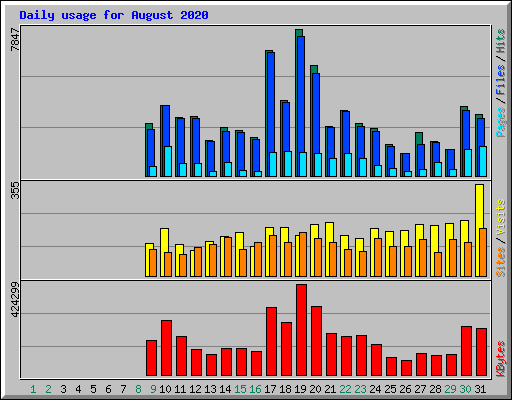 Daily usage for August 2020
7847
Pages / Files / Hits
355
Sites / Visits
424299
KBytes
1 2 3 4 5 6 7 8 9 10 11 12 13 14 15 16 17 18 19 20 21 22 23 24 25 26 27 28 29 30 31